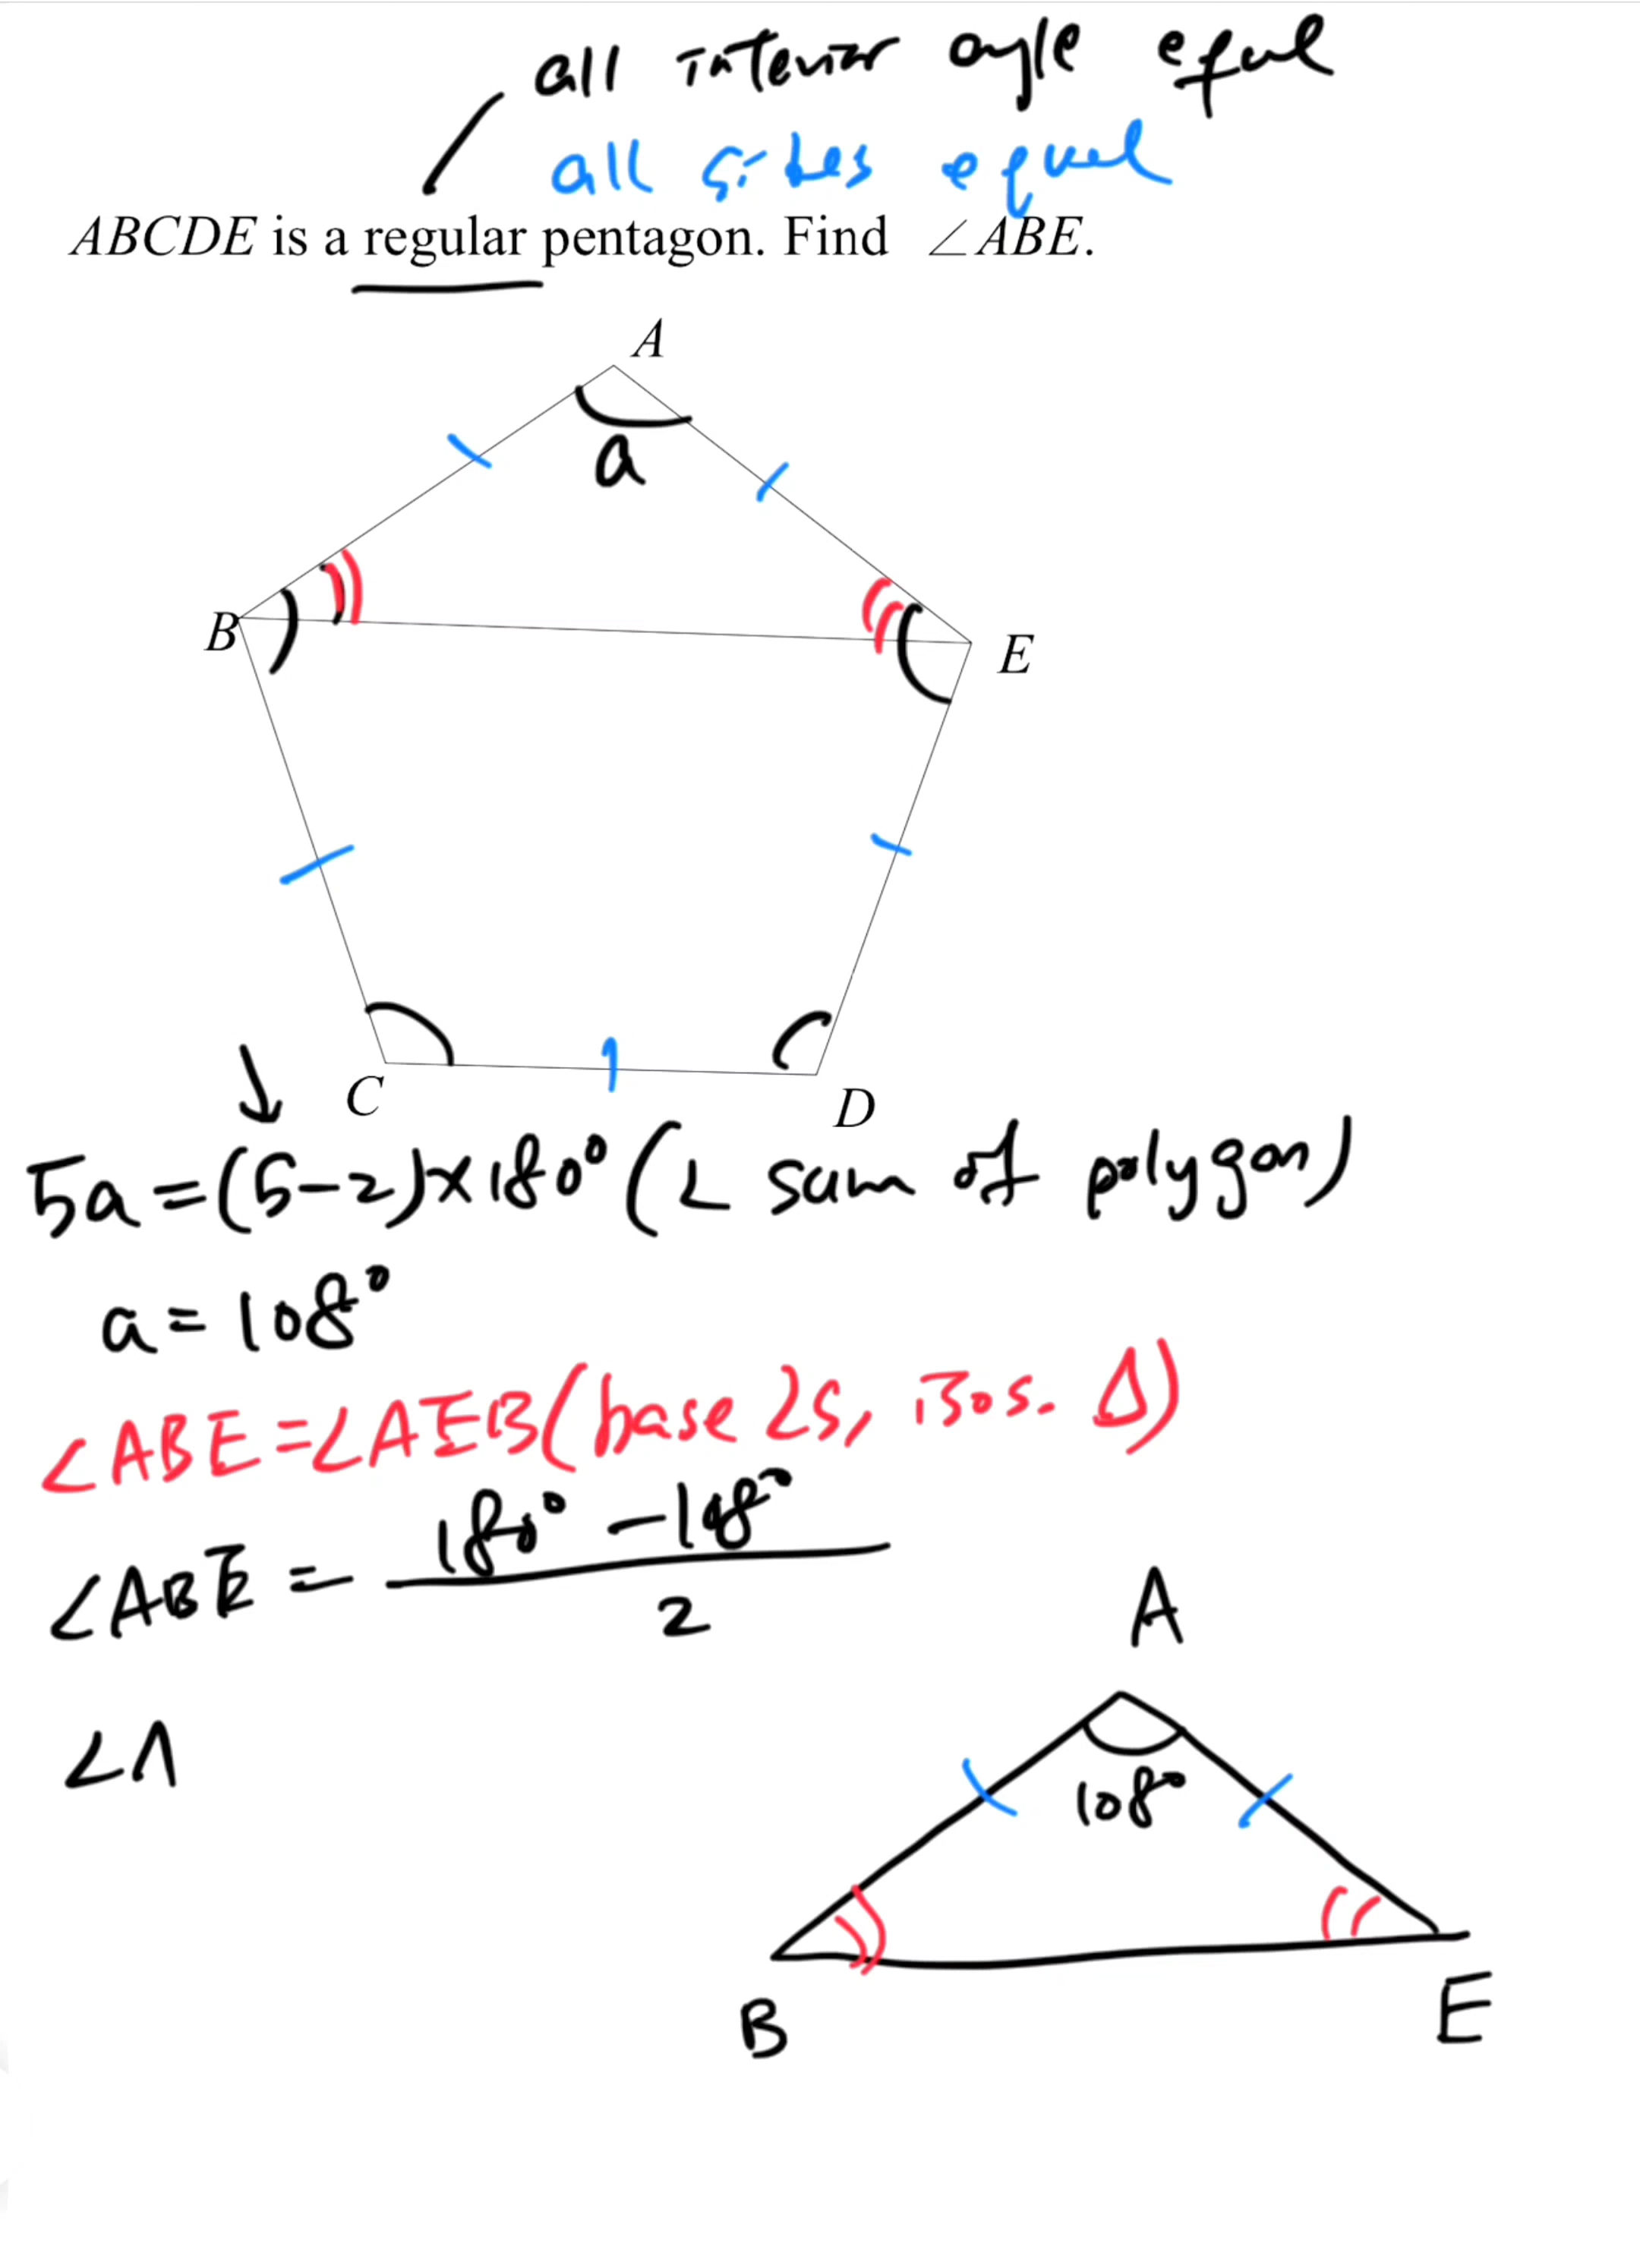 all interior angle equal
all sides equal
ABCDE is a regular pentagon. Find ∠ABE.
A
a
B
E
C
D
5a = (5-2)×180° (∠ sum of polygon)
a = 108°
∠ABE = ∠AEB (base ∠s, isos. Δ)
∠ABE = 180° - 108°
2
A
∠A
108°
B
E